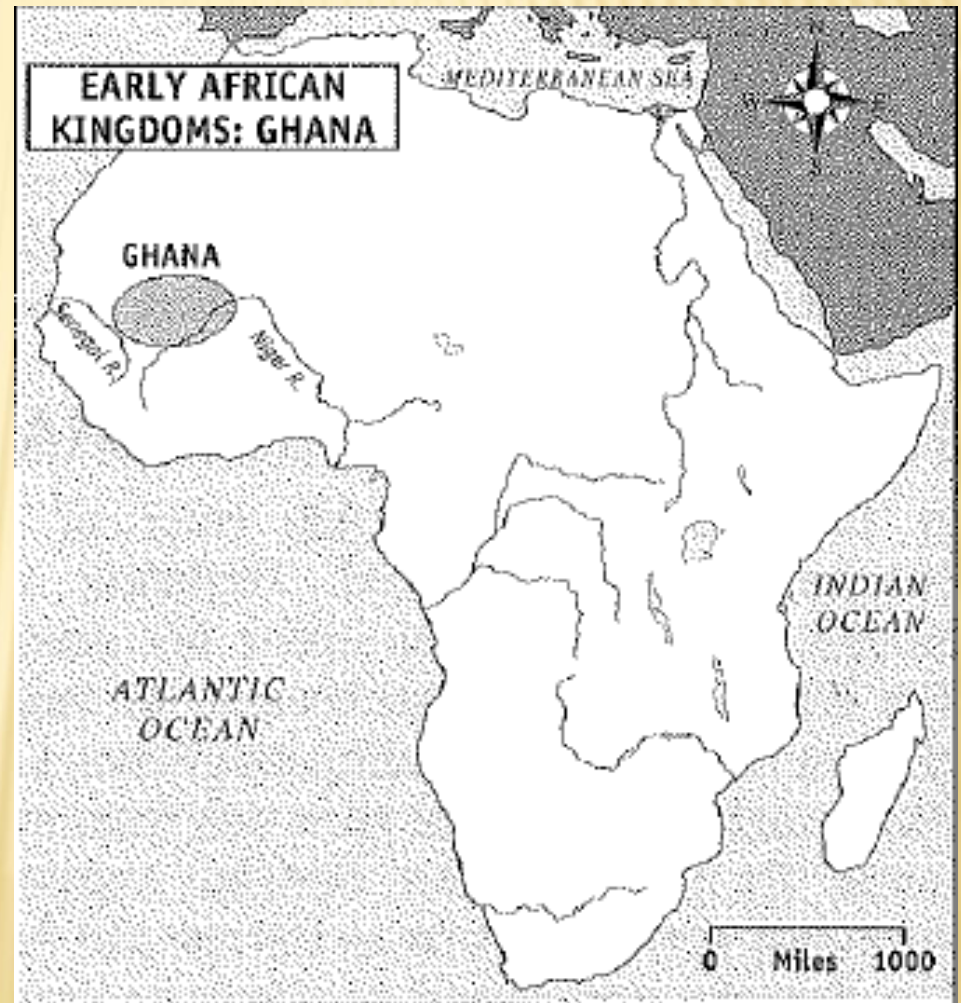 EARLY AFRICAN
KINGDOMS: GHANA
MEDITERRANEAN SEA
W E
GHANA
Senegal R.
Niger R.
INDIAN
OCEAN
ATLANTIC
OCEAN
0 Miles 1000